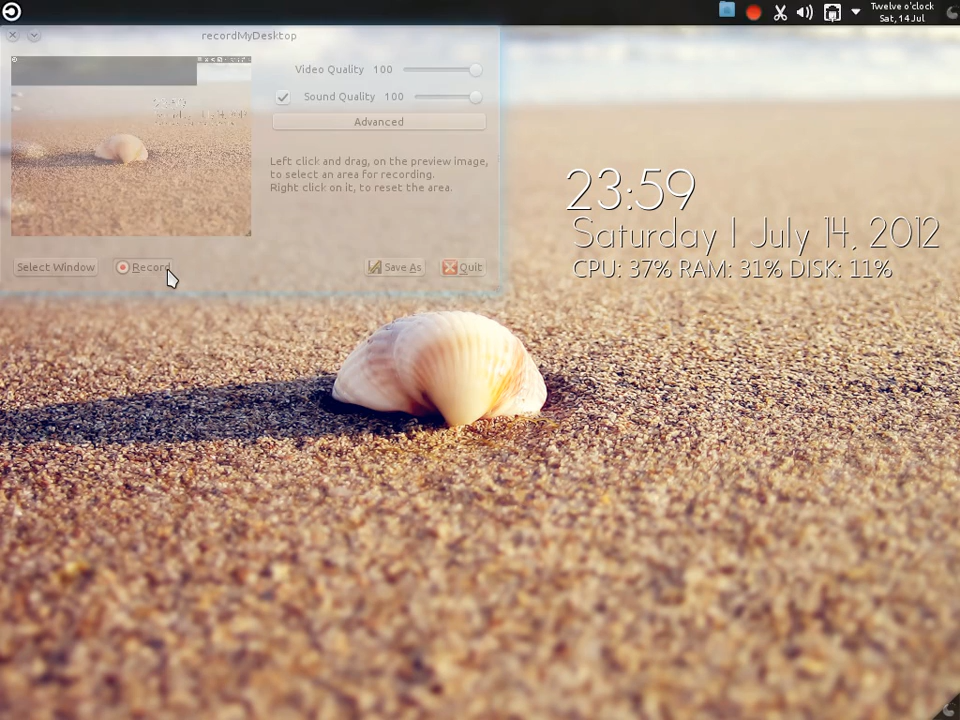 Twelve o'clock
Sat, 14 Jul
recordMyDesktop
Video Quality 100
Sound Quality 100
Advanced
Left click and drag, on the preview image,
to select an area for recording.
Right click on it, to reset the area.
Select Window
Record
Save As
Quit
23:59
Saturday | July 14, 2012
CPU: 37% RAM: 31% DISK: 11%